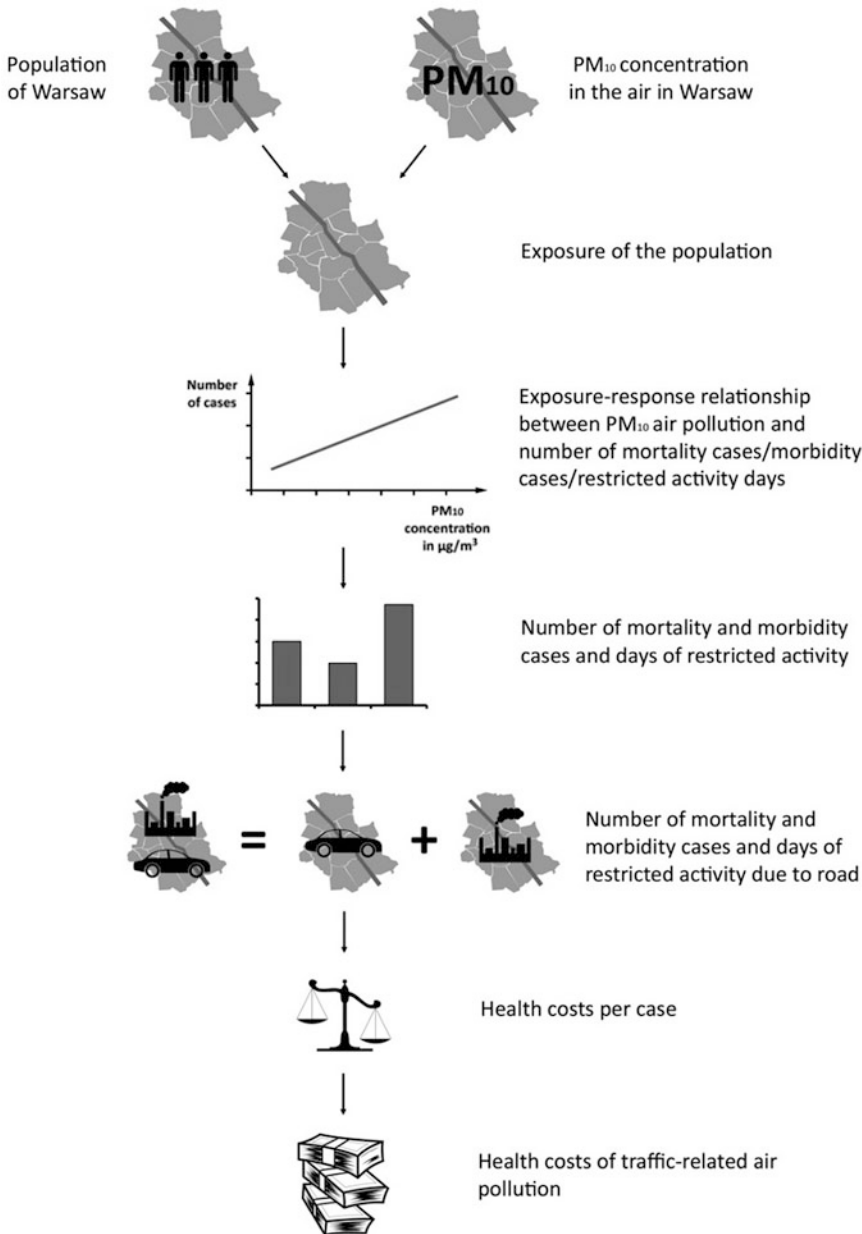 Population
of Warsaw
PM10
PM10 concentration
in the air in Warsaw
Exposure of the population
Number
of cases
PM10
concentration
in µg/m³
Exposure-response relationship
between PM10 air pollution and
number of mortality cases/morbidity
cases/restricted activity days
Number of mortality and morbidity
cases and days of restricted activity
=
+
Number of mortality and
morbidity cases and days of
restricted activity due to road
Health costs per case
Health costs of traffic-related air
pollution